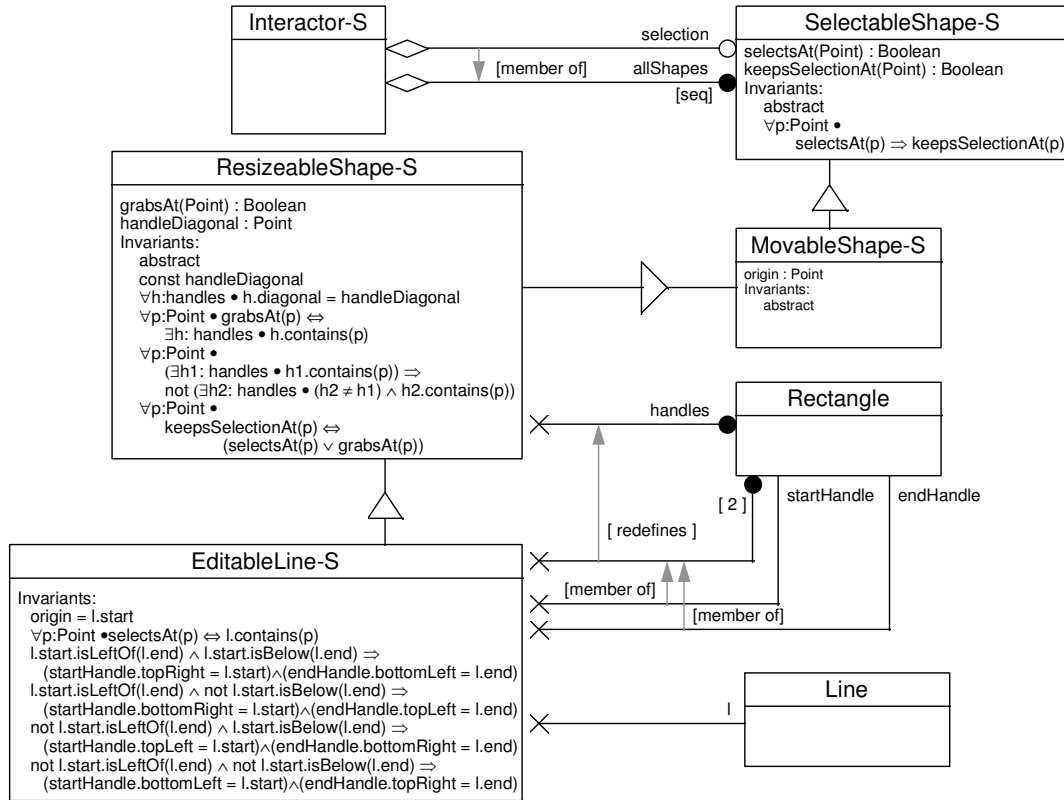 Interactor-S
selection
[member of]
allShapes
[seq]
SelectableShape-S
selectsAt(Point) : Boolean
keepsSelectionAt(Point) : Boolean
Invariants:
abstract
∀p:Point •
selectsAt(p) ⇒ keepsSelectionAt(p)
ResizeableShape-S
grabsAt(Point) : Boolean
handleDiagonal : Point
Invariants:
abstract
const handleDiagonal
∀h:handles • h.diagonal = handleDiagonal
∀p:Point • grabsAt(p) ⇔
∃h: handles • h.contains(p)
∀p:Point •
(∃h1: handles • h1.contains(p)) ⇒
not (∃h2: handles • (h2 ≠ h1) ∧ h2.contains(p))
∀p:Point •
keepsSelectionAt(p) ⇔
(selectsAt(p) ∨ grabsAt(p))
MovableShape-S
origin : Point
Invariants:
abstract
handles
Rectangle
[ 2 ]
startHandle
endHandle
[ redefines ]
[member of]
[member of]
EditableLine-S
Invariants:
origin = l.start
∀p:Point •selectsAt(p) ⇔ l.contains(p)
l.start.isLeftOf(l.end) ∧ l.start.isBelow(l.end) ⇒
(startHandle.topRight = l.start)∧(endHandle.bottomLeft = l.end)
l.start.isLeftOf(l.end) ∧ not l.start.isBelow(l.end) ⇒
(startHandle.bottomRight = l.start)∧(endHandle.topLeft = l.end)
not l.start.isLeftOf(l.end) ∧ l.start.isBelow(l.end) ⇒
(startHandle.topLeft = l.start)∧(endHandle.bottomRight = l.end)
not l.start.isLeftOf(l.end) ∧ not l.start.isBelow(l.end) ⇒
(startHandle.bottomLeft = l.start)∧(endHandle.topRight = l.end)
l
Line